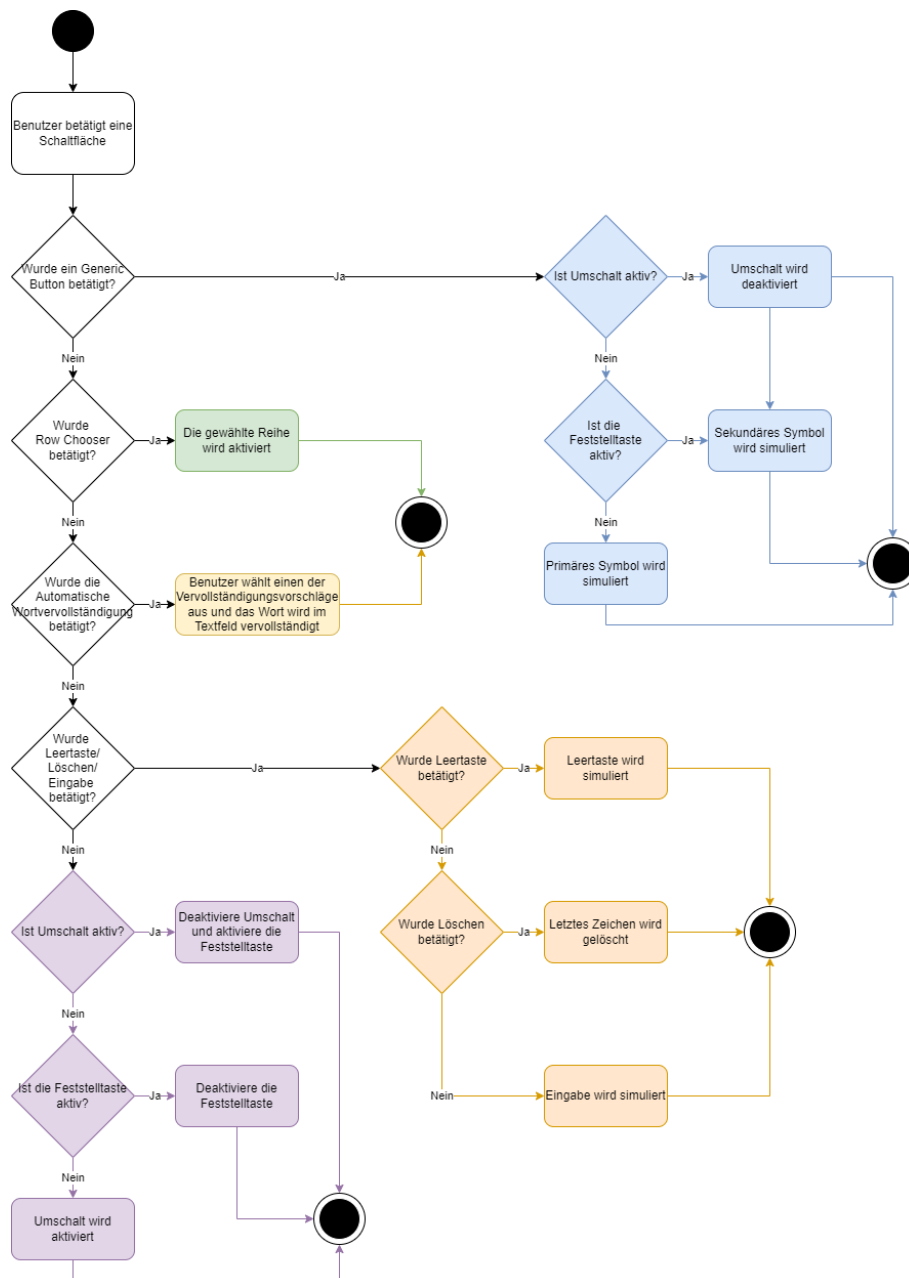 Benutzer betätigt eine
Schaltfläche
Wurde ein Generic
Button betätigt?
Ja
Ist Umschalt aktiv?
Ja
Umschalt wird
deaktiviert
Nein
Nein
Wurde
Row Chooser
betätigt?
Ja
Die gewählte Reihe
wird aktiviert
Ist die
Feststelltaste
aktiv?
Ja
Sekundäres Symbol
wird simuliert
Nein
Nein
Wurde die
Automatische
Wortvervollständigung
betätigt?
Ja
Benutzer wählt einen der
Vervollständigungsvorschläge
aus und das Wort wird im
Textfeld vervollständigt
Primäres Symbol wird
simuliert
Nein
Wurde
Leertaste/
Löschen/
Eingabe
betätigt?
Ja
Wurde Leertaste
betätigt?
Ja
Leertaste wird
simuliert
Nein
Nein
Ist Umschalt aktiv?
Ja
Deaktiviere Umschalt
und aktiviere die
Feststelltaste
Wurde Löschen
betätigt?
Ja
Letztes Zeichen wird
gelöscht
Nein
Ist die Feststelltaste
aktiv?
Ja
Deaktiviere die
Feststelltaste
Nein
Eingabe wird simuliert
Nein
Umschalt wird
aktiviert